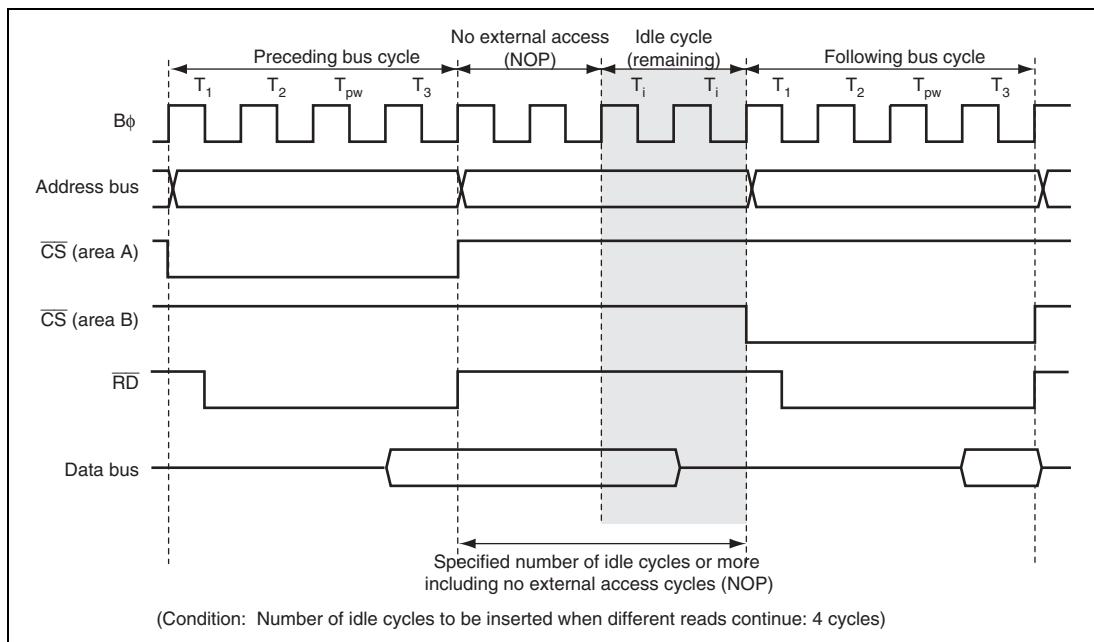 No external access Idle cycle
Preceding bus cycle (NOP) (remaining) Following bus cycle
T1 T2 Tpw T3 Ti Ti T1 T2 Tpw T3
Bϕ
Address bus
C̅S̅ (area A)
C̅S̅ (area B)
R̅D̅
Data bus
Specified number of idle cycles or more
including no external access cycles (NOP)
(Condition: Number of idle cycles to be inserted when different reads continue: 4 cycles)